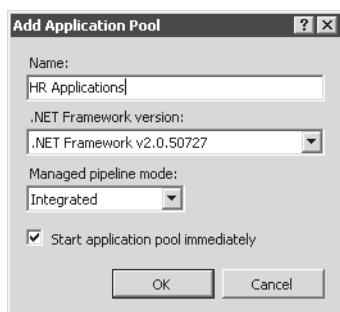 Add Application Pool
Name:
HR Applications
.NET Framework version:
.NET Framework v2.0.50727
Managed pipeline mode:
Integrated
Start application pool immediately
OK Cancel